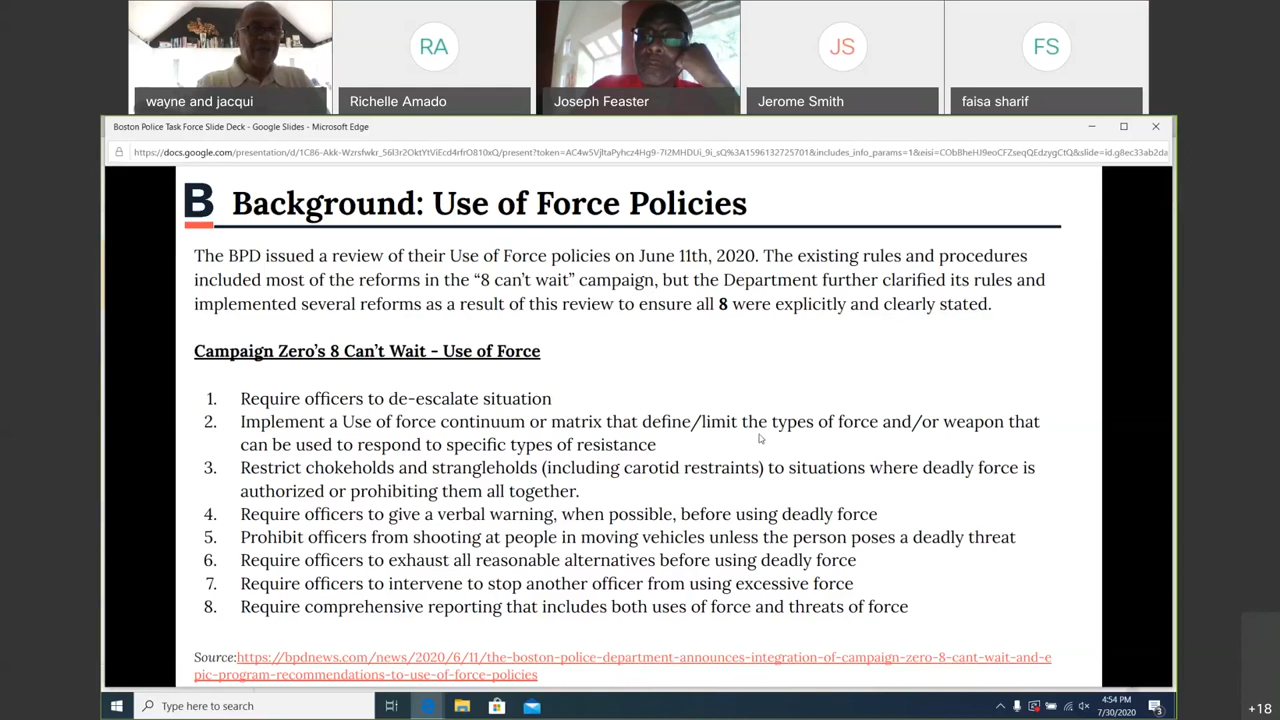 RA
JS
FS
wayne and jacqui
Richelle Amado
Joseph Feaster
Jerome Smith
faisa sharif
Boston Police Task Force Slide Deck - Google Slides - Microsoft Edge
B Background: Use of Force Policies
The BPD issued a review of their Use of Force policies on June 11th, 2020. The existing rules and procedures
included most of the reforms in the “8 can’t wait” campaign, but the Department further clarified its rules and
implemented several reforms as a result of this review to ensure all 8 were explicitly and clearly stated.
Campaign Zero’s 8 Can’t Wait - Use of Force
1. Require officers to de-escalate situation
2. Implement a Use of force continuum or matrix that define/limit the types of force and/or weapon that
can be used to respond to specific types of resistance
3. Restrict chokeholds and strangleholds (including carotid restraints) to situations where deadly force is
authorized or prohibiting them all together.
4. Require officers to give a verbal warning, when possible, before using deadly force
5. Prohibit officers from shooting at people in moving vehicles unless the person poses a deadly threat
6. Require officers to exhaust all reasonable alternatives before using deadly force
7. Require officers to intervene to stop another officer from using excessive force
8. Require comprehensive reporting that includes both uses of force and threats of force
Source:https://bpdnews.com/news/2020/6/11/the-boston-police-department-announces-integration-of-campaign-zero-8-cant-wait-and-e
pic-program-recommendations-to-use-of-force-policies
Type here to search
4:54 PM
7/30/2020
3
+18